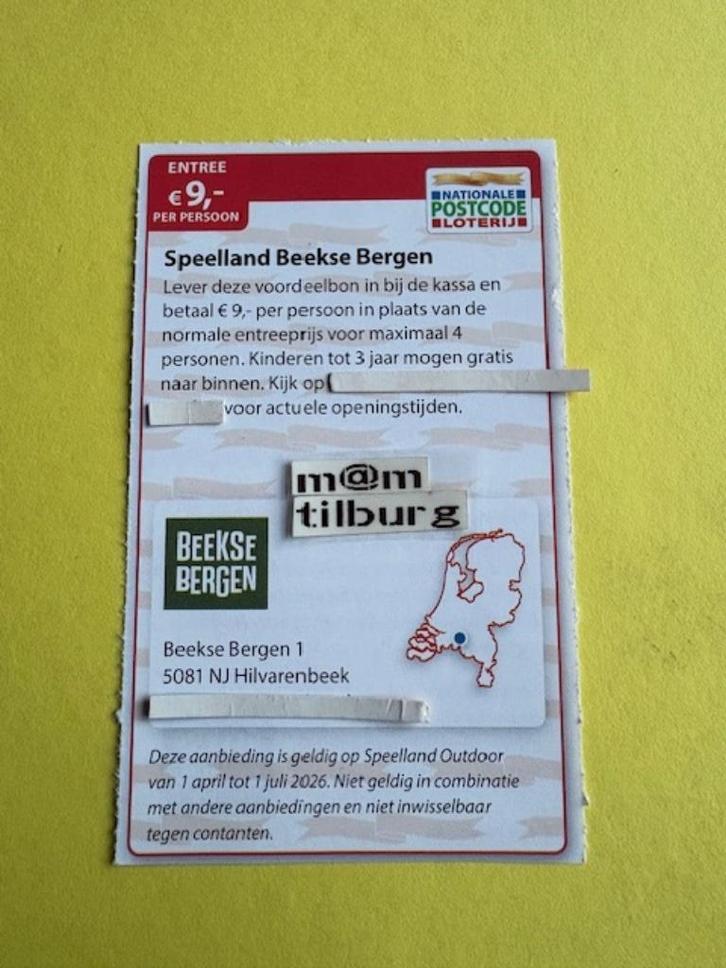 ENTREE
€ 9,-
PER PERSOON
NATIONALE
POSTCODE
LOTERIJ
Speelland Beekse Bergen
Lever deze voordeelbon in bij de kassa en
betaal € 9,- per persoon in plaats van de
normale entreeprijs voor maximaal 4
personen. Kinderen tot 3 jaar mogen gratis
naar binnen. Kijk op
voor actuele openingstijden.
m@m
tilburg
BEEKSE
BERGEN
Beekse Bergen 1
5081 NJ Hilvarenbeek
Deze aanbieding is geldig op Speelland Outdoor
van 1 april tot 1 juli 2026. Niet geldig in combinatie
met andere aanbiedingen en niet inwisselbaar
tegen contanten.